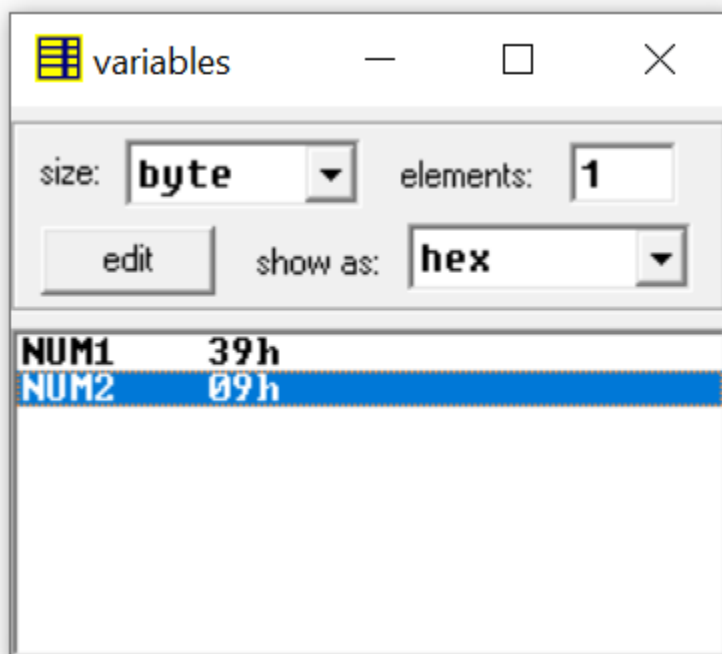 variables
size: byte elements: 1
edit show as: hex
NUM1 39h
NUM2 09h